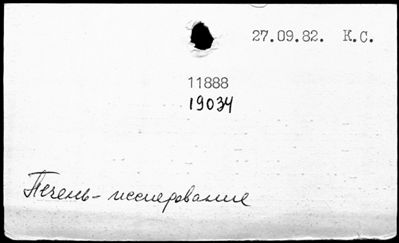 27.09.82. К.С.
11888
19034
Печень - исследование